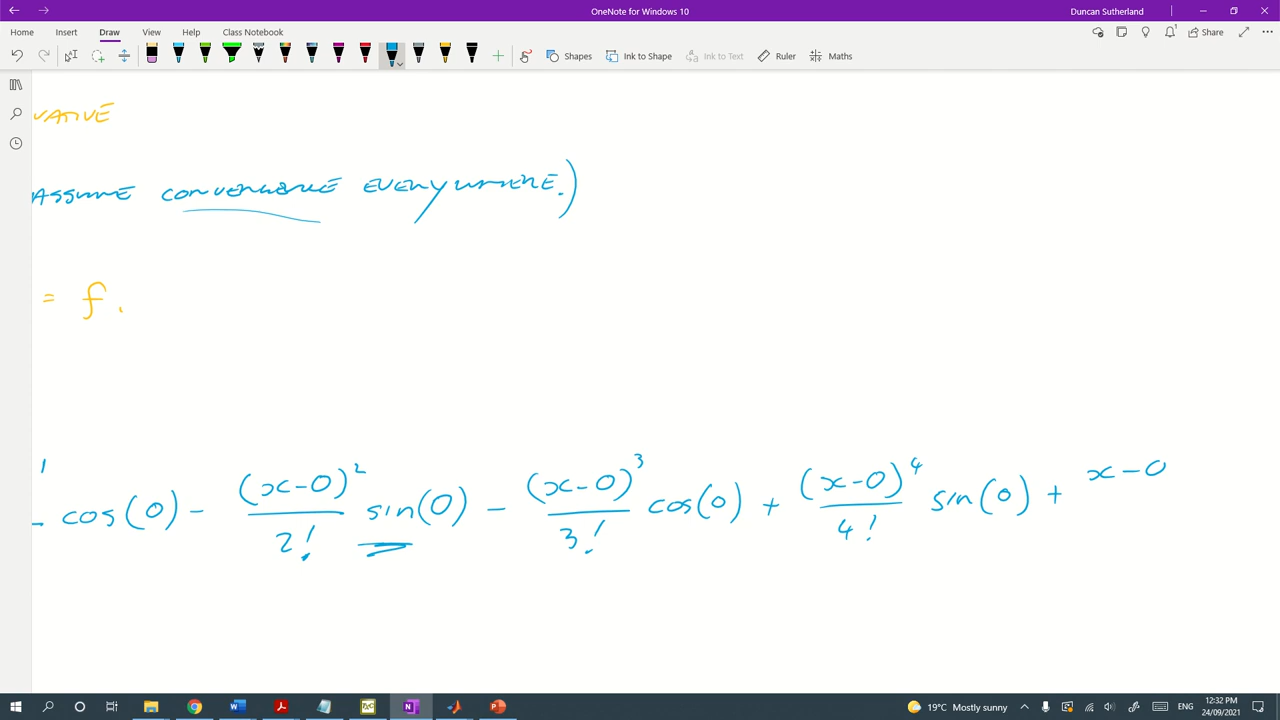 OneNote for Windows 10
Duncan Sutherland
Home Insert Draw View Help Class Notebook
Share
Shapes Ink to Shape Ink to Text Ruler Maths
VATIVE
ASSUME CONVERGENCE EVERYWHERE.)
= f.
1
cos(0) - (x-0)^2/2! sin(0) - (x-0)^3/3! cos(0) + (x-0)^4/4! sin(0) + x-0
19°C Mostly sunny
ENG
12:32 PM
24/09/2021